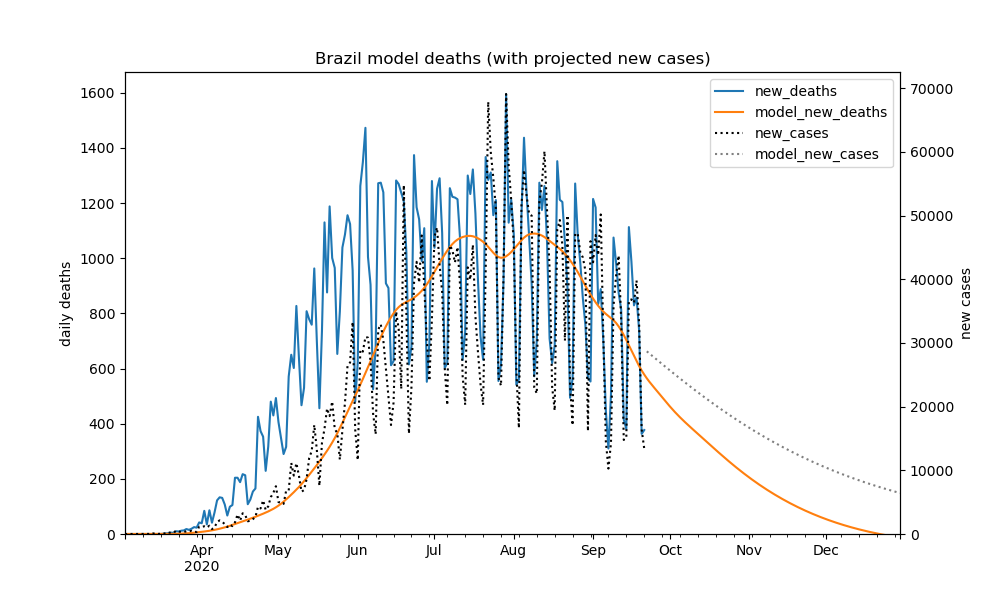 Brazil model deaths (with projected new cases)
new_deaths
model_new_deaths
new_cases
model_new_cases
daily deaths
1600
1400
1200
1000
800
600
400
200
0
new cases
70000
60000
50000
40000
30000
20000
10000
0
Apr May Jun Jul Aug Sep Oct Nov Dec
2020